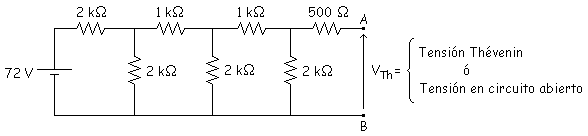 2 kΩ 1 kΩ 1 kΩ 500 Ω A
72 V 2 kΩ 2 kΩ 2 kΩ V Th = Tensión Thévenin
ó
Tensión en circuito abierto
B